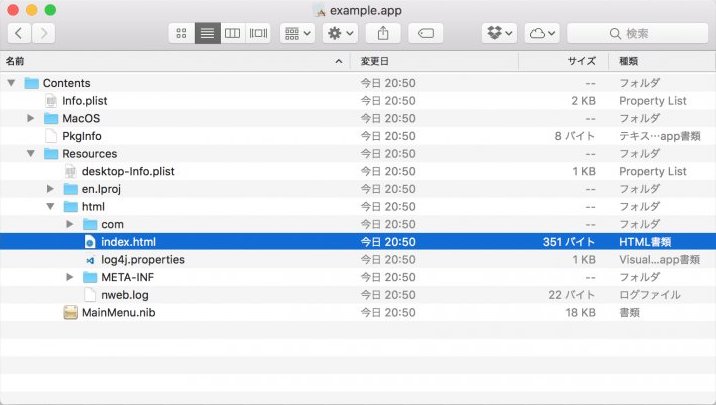 example.app
検索
名前 変更日 サイズ 種類
Contents 今日 20:50 -- フォルダ
Info.plist 今日 20:50 2 KB Property List
MacOS 今日 20:50 -- フォルダ
PkgInfo 今日 20:50 8 バイト テキス…app書類
Resources 今日 20:50 -- フォルダ
desktop-Info.plist 今日 20:50 1 KB Property List
en.lproj 今日 20:50 -- フォルダ
html 今日 20:50 -- フォルダ
com 今日 20:50 -- フォルダ
index.html 今日 20:50 351 バイト HTML書類
log4j.properties 今日 20:50 1 KB Visual...app書類
META-INF 今日 20:50 -- フォルダ
nweb.log 今日 20:50 22 バイト ログファイル
MainMenu.nib 今日 20:50 18 KB 書類